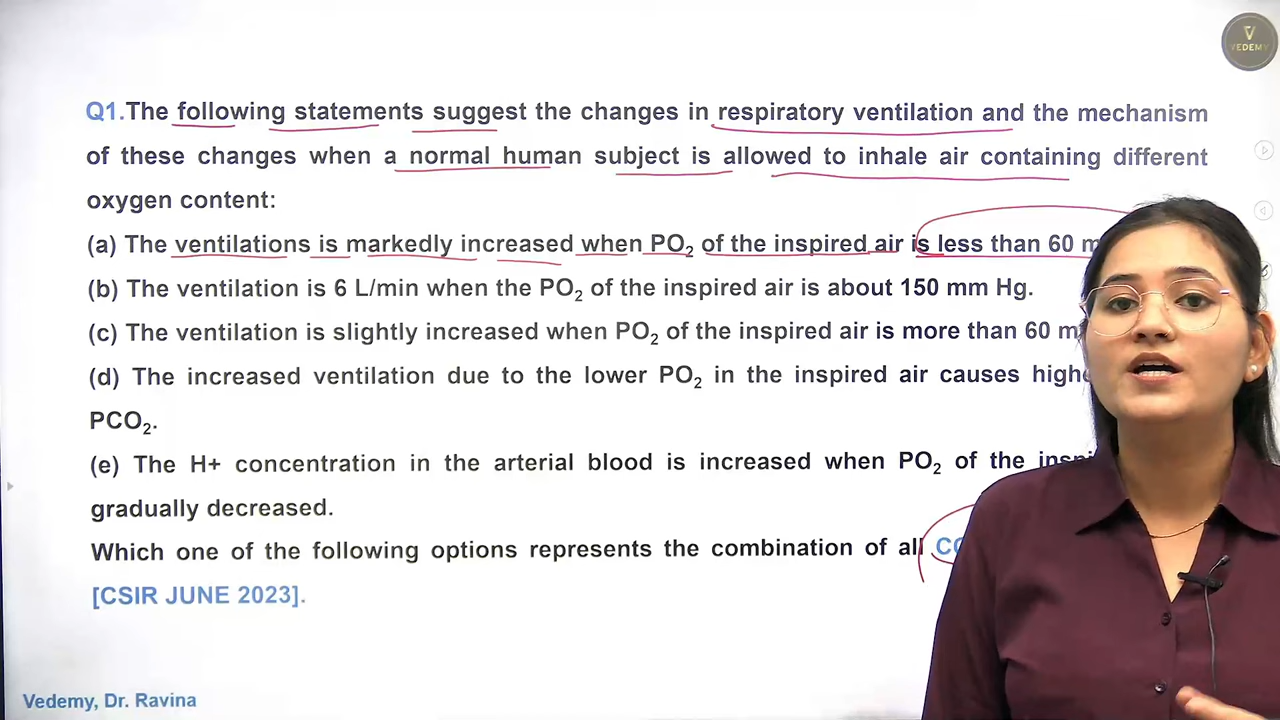 V
VEDEMY
Q1.The following statements suggest the changes in respiratory ventilation and the mechanism
of these changes when a normal human subject is allowed to inhale air containing different
oxygen content:
(a) The ventilations is markedly increased when PO₂ of the inspired air is less than 60
(b) The ventilation is 6 L/min when the PO₂ of the inspired air is about 150 mm Hg.
(c) The ventilation is slightly increased when PO₂ of the inspired air is more than 60
(d) The increased ventilation due to the lower PO₂ in the inspired air causes
PCO₂.
(e) The H+ concentration in the arterial blood is increased when PO₂ of the
gradually decreased.
Which one of the following options represents the combination of all
[CSIR JUNE 2023].
Vedemy, Dr. Ravina